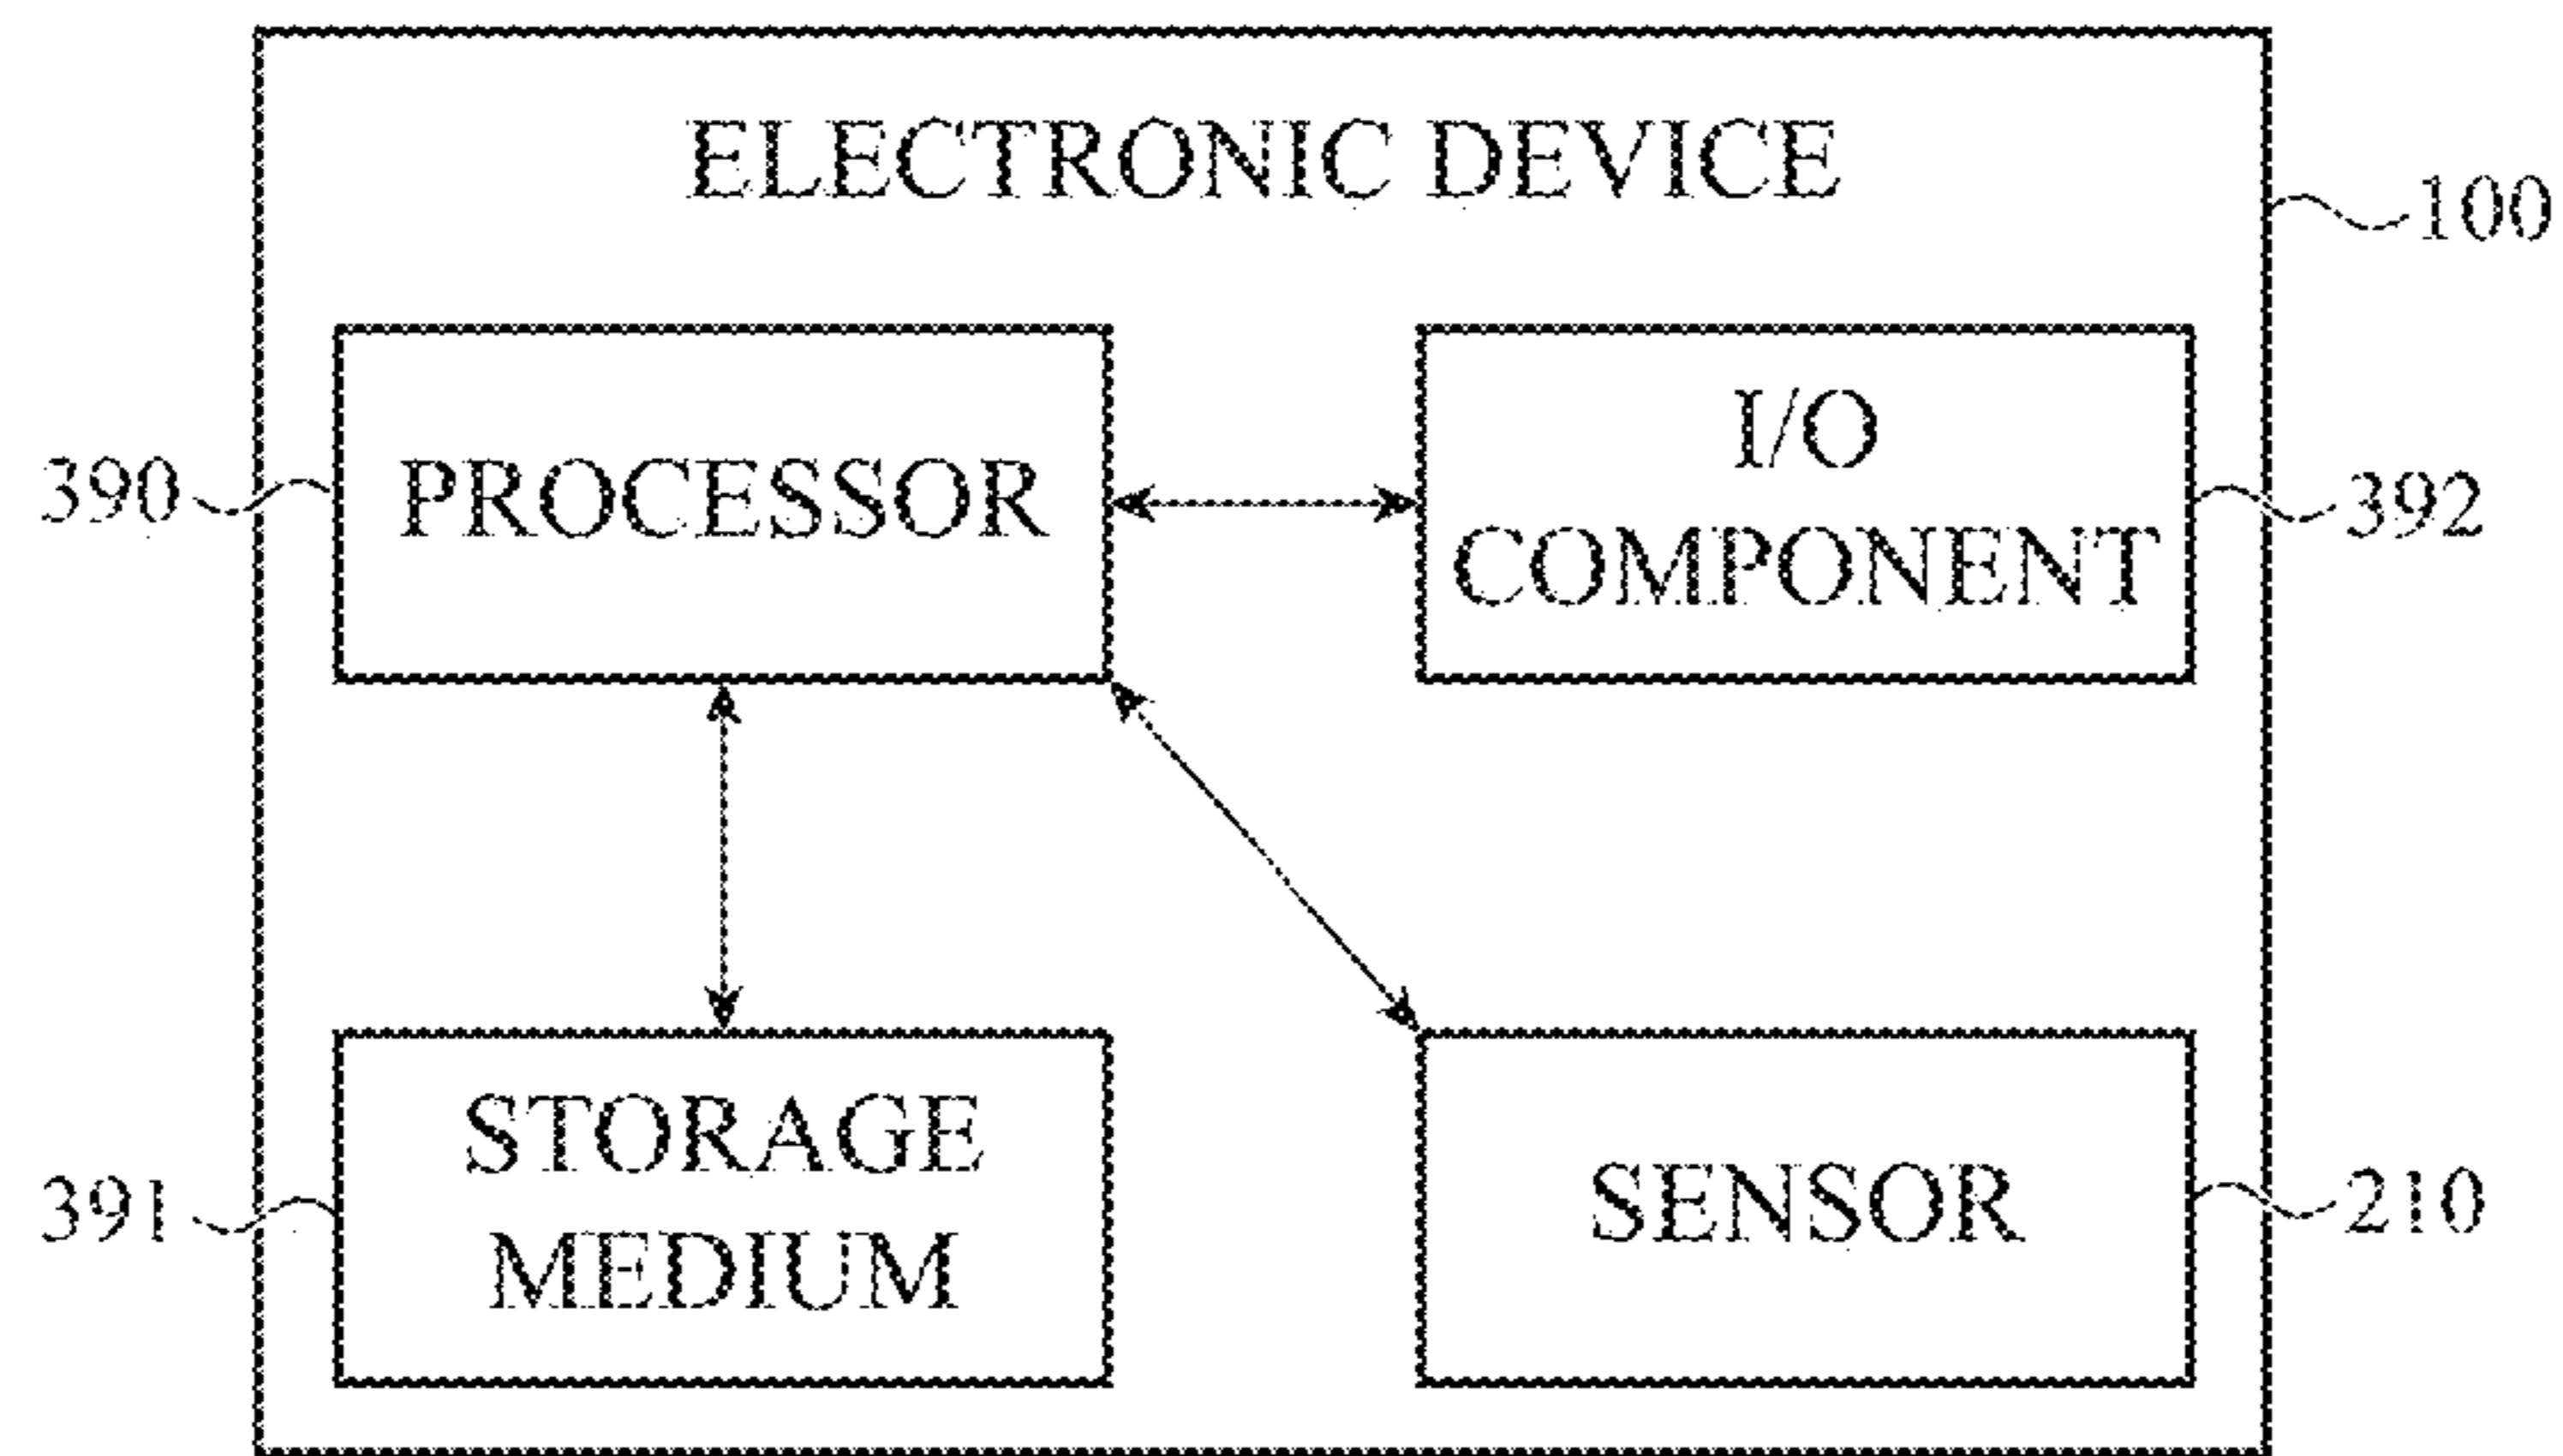 ELECTRONIC DEVICE
100
390
PROCESSOR
I/O
COMPONENT
392
391
STORAGE
MEDIUM
SENSOR
210